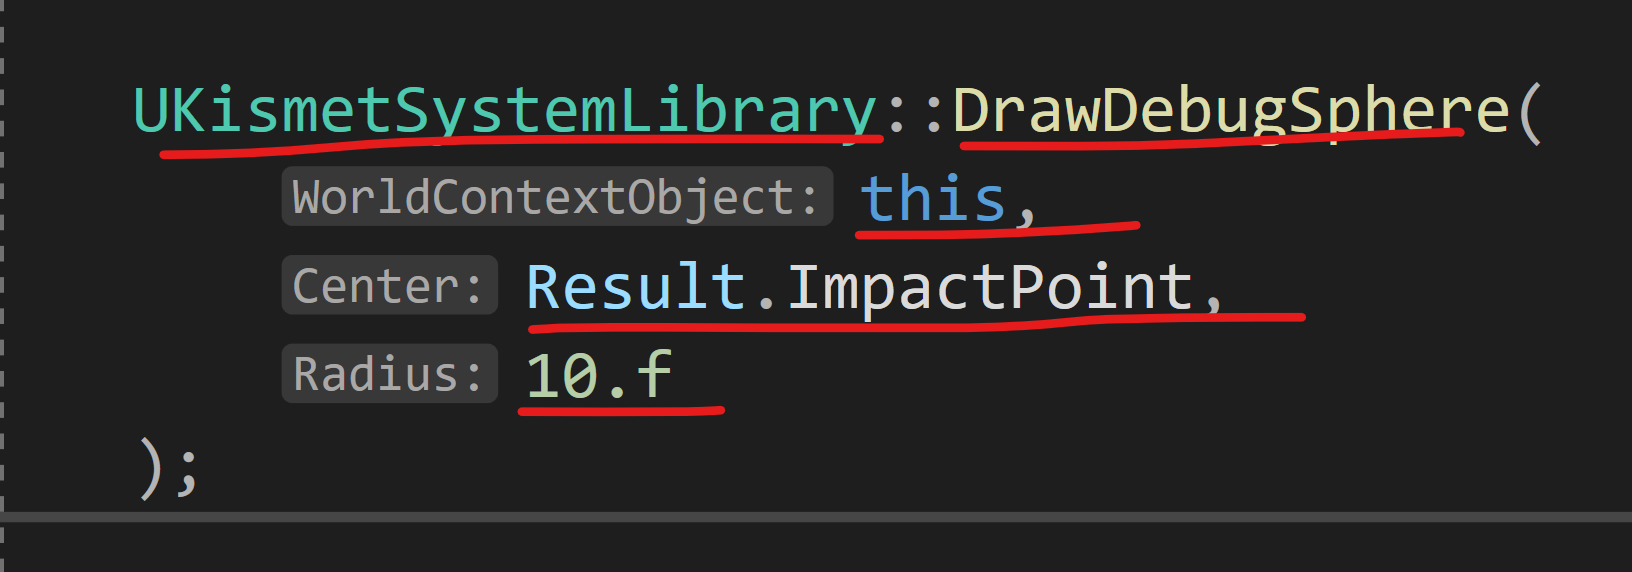 UKismetSystemLibrary::DrawDebugSphere(
WorldContextObject: this,
Center: Result.ImpactPoint,
Radius: 10.f
);